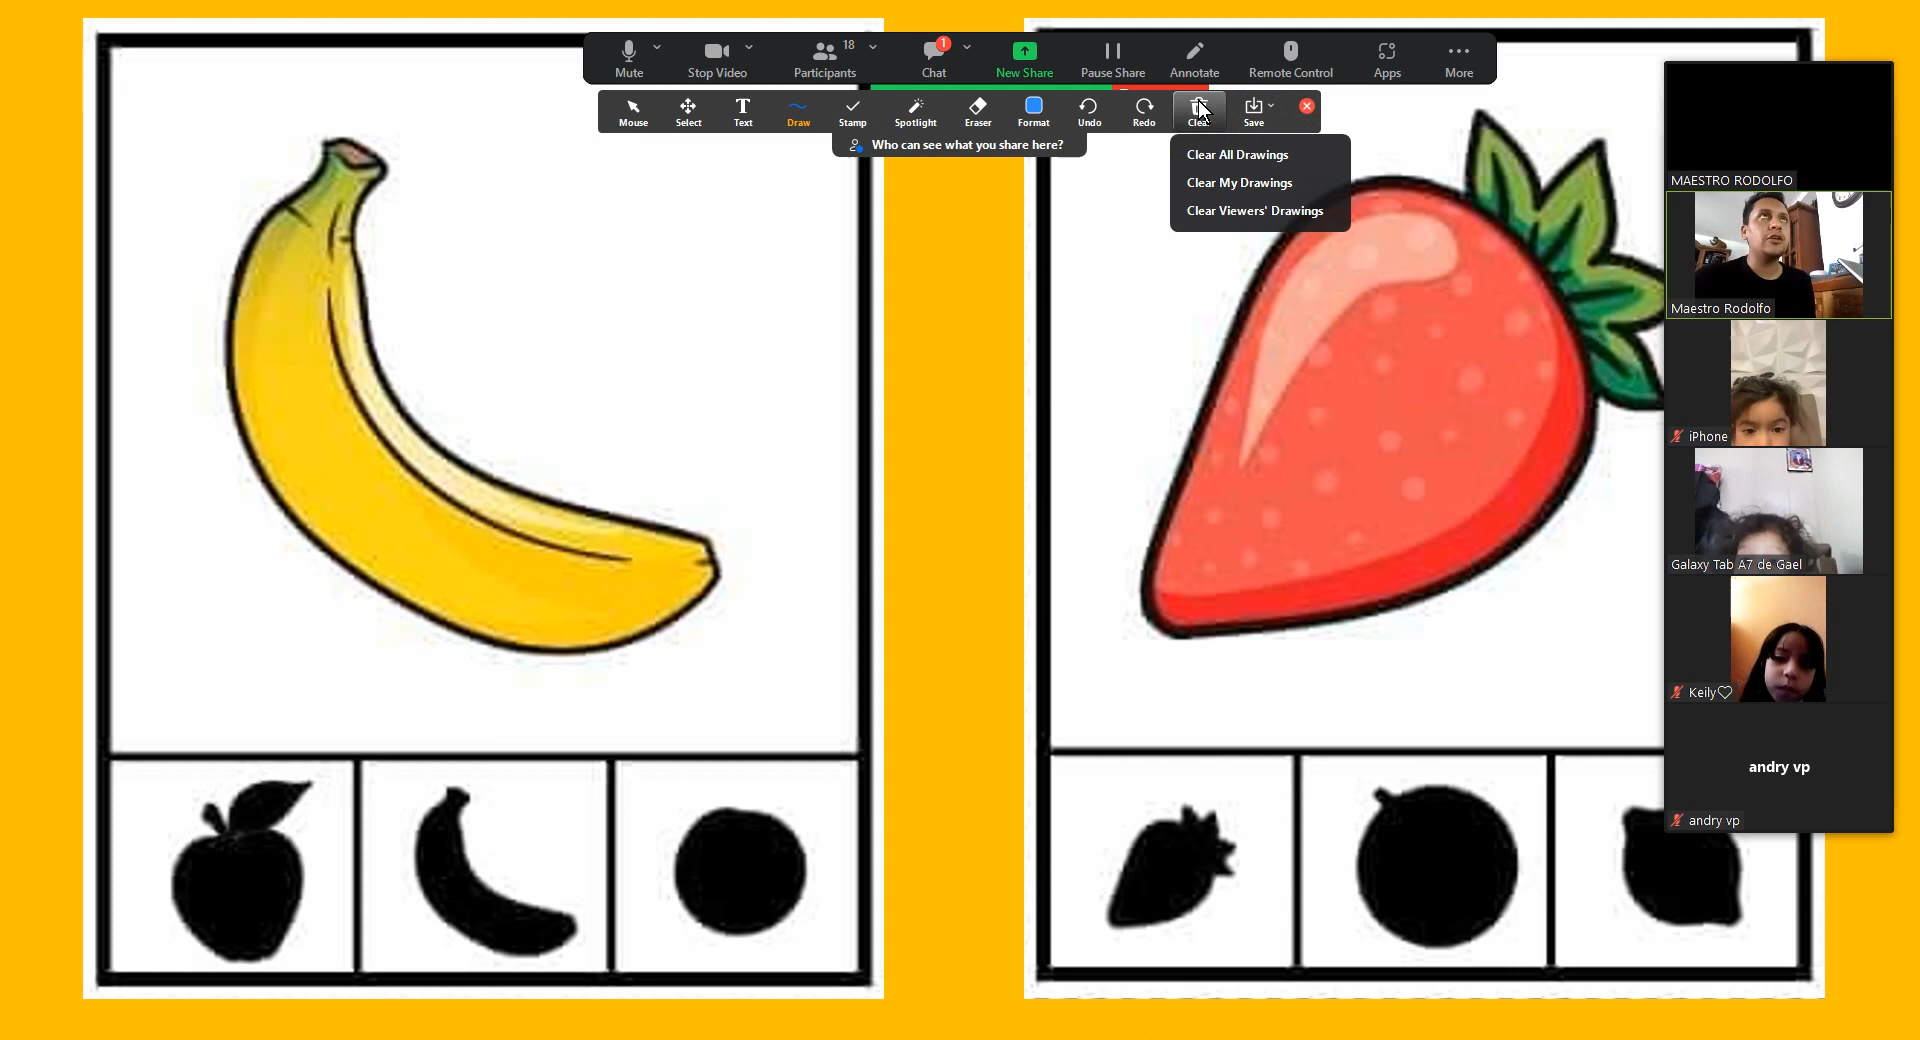 Mute
Stop Video
Participants
18
Chat
1
New Share
Pause Share
Annotate
Remote Control
Apps
More
Mouse
Select
Text
Draw
Stamp
Spotlight
Eraser
Format
Undo
Redo
Clear
Save
Who can see what you share here?
Clear All Drawings
Clear My Drawings
Clear Viewers' Drawings
MAESTRO RODOLFO
Maestro Rodolfo
iPhone
Galaxy Tab A7 de Gael
Keily♡
andry vp
andry vp